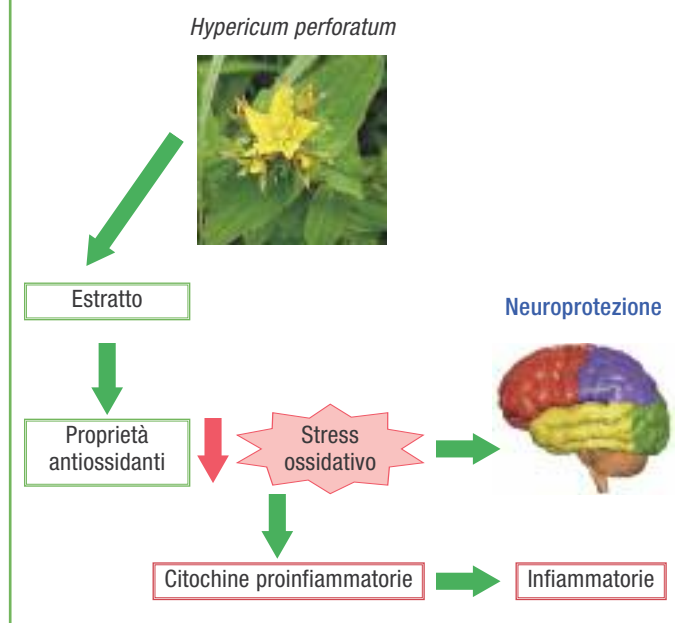 Hypericum perforatum
Estratto
Neuroprotezione
Proprietà
antiossidanti
Stress
ossidativo
Citochine proinfiammatorie
Infiammatorie